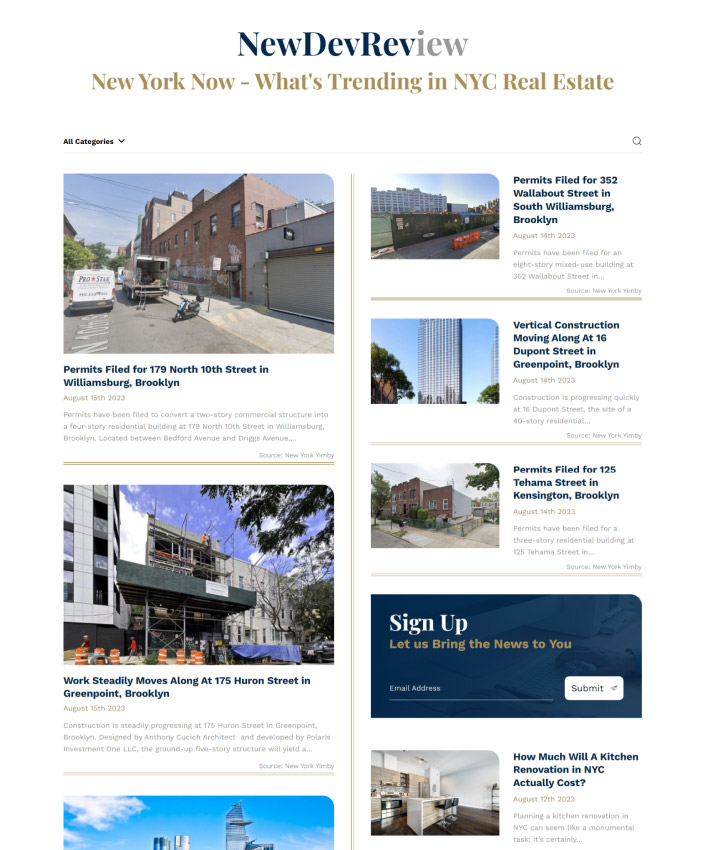 NewDevReview
New York Now - What's Trending in NYC Real Estate
All Categories
PRO★STAR
N 10th
Permits Filed for 179 North 10th Street in
Williamsburg, Brooklyn
August 15th 2023
Permits have been filed to convert a two-story commercial structure into
a four-story residential building at 179 North 10th Street in Williamsburg,
Brooklyn. Located between Bedford Avenue and Driggs Avenue,...
Source: New York Yimby
Work Steadily Moves Along At 175 Huron Street in
Greenpoint, Brooklyn
August 15th 2023
Construction is steadily progressing at 175 Huron Street in Greenpoint,
Brooklyn. Designed by Anthony Cucich Architect and developed by Polaris
Investment One LLC, the ground-up five-story structure will yield a...
Source: New York Yimby
Permits Filed for 352
Wallabout Street in
South Williamsburg,
Brooklyn
August 14th 2023
Permits have been filed for an
eight-story mixed-use building at
352 Wallabout Street in...
Source: New York Yimby
Vertical Construction
Moving Along At 16
Dupont Street in
Greenpoint, Brooklyn
August 14th 2023
Construction is progressing quickly
at 16 Dupont Street, the site of a
40-story residential...
Source: New York Yimby
Permits Filed for 125
Tehama Street in
Kensington, Brooklyn
August 14th 2023
Permits have been filed for a
three-story residential building at
125 Tehama Street in...
Source: New York Yimby
Sign Up
Let us Bring the News to You
Email Address
Submit
How Much Will A Kitchen
Renovation in NYC
Actually Cost?
August 12th 2023
Planning a kitchen renovation in
NYC can seem like a monumental
task; it's certainly...